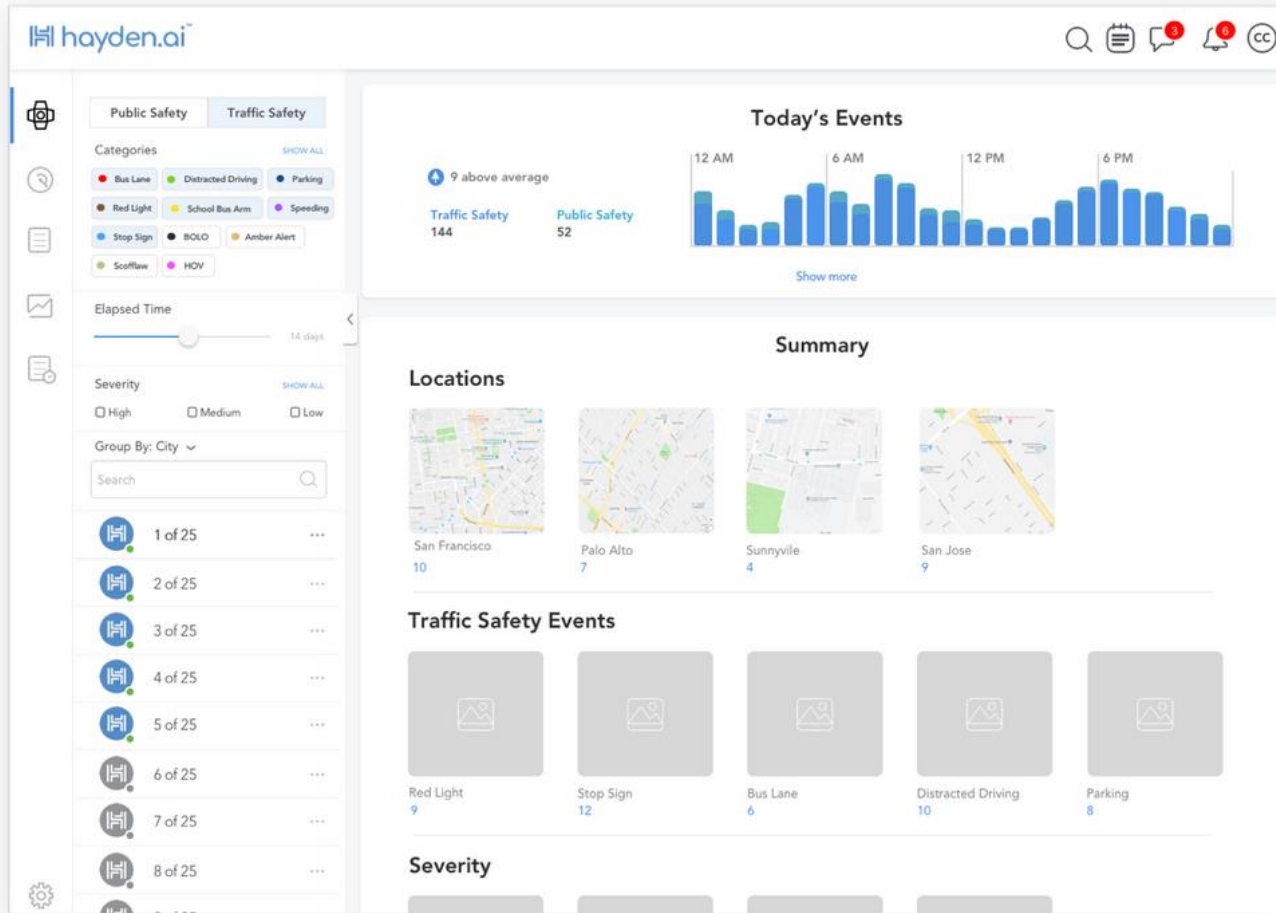 hayden.ai™
3
6
CC
Public Safety
Traffic Safety
Categories
SHOW ALL
Bus Lane
Distracted Driving
Parking
Red Light
School Bus Arm
Speeding
Stop Sign
BOLO
Amber Alert
Scofflaw
HOV
Elapsed Time
14 days
Severity
SHOW ALL
High
Medium
Low
Group By: City
Search
1 of 25
2 of 25
3 of 25
4 of 25
5 of 25
6 of 25
7 of 25
8 of 25
Today's Events
9 above average
Traffic Safety
144
Public Safety
52
12 AM
6 AM
12 PM
6 PM
Show more
Summary
Locations
San Francisco
10
Palo Alto
7
Sunnyvile
4
San Jose
9
Traffic Safety Events
Red Light
9
Stop Sign
12
Bus Lane
6
Distracted Driving
10
Parking
8
Severity